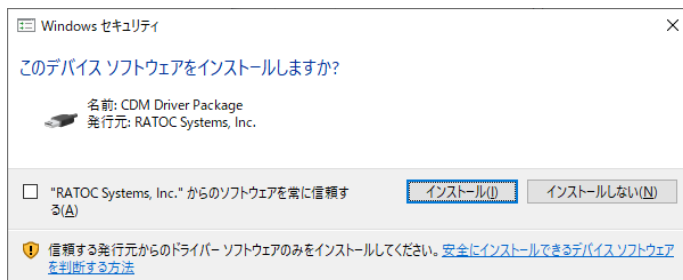 Windows セキュリティ
このデバイス ソフトウェアをインストールしますか?
名前: CDM Driver Package
発行元: RATOC Systems, Inc.
"RATOC Systems, Inc." からのソフトウェアを常に信頼す
る(A)
インストール(I)
インストールしない(N)
信頼する発行元からのドライバー ソフトウェアのみをインストールしてください。安全にインストールできるデバイス ソフトウェア
を判断する方法